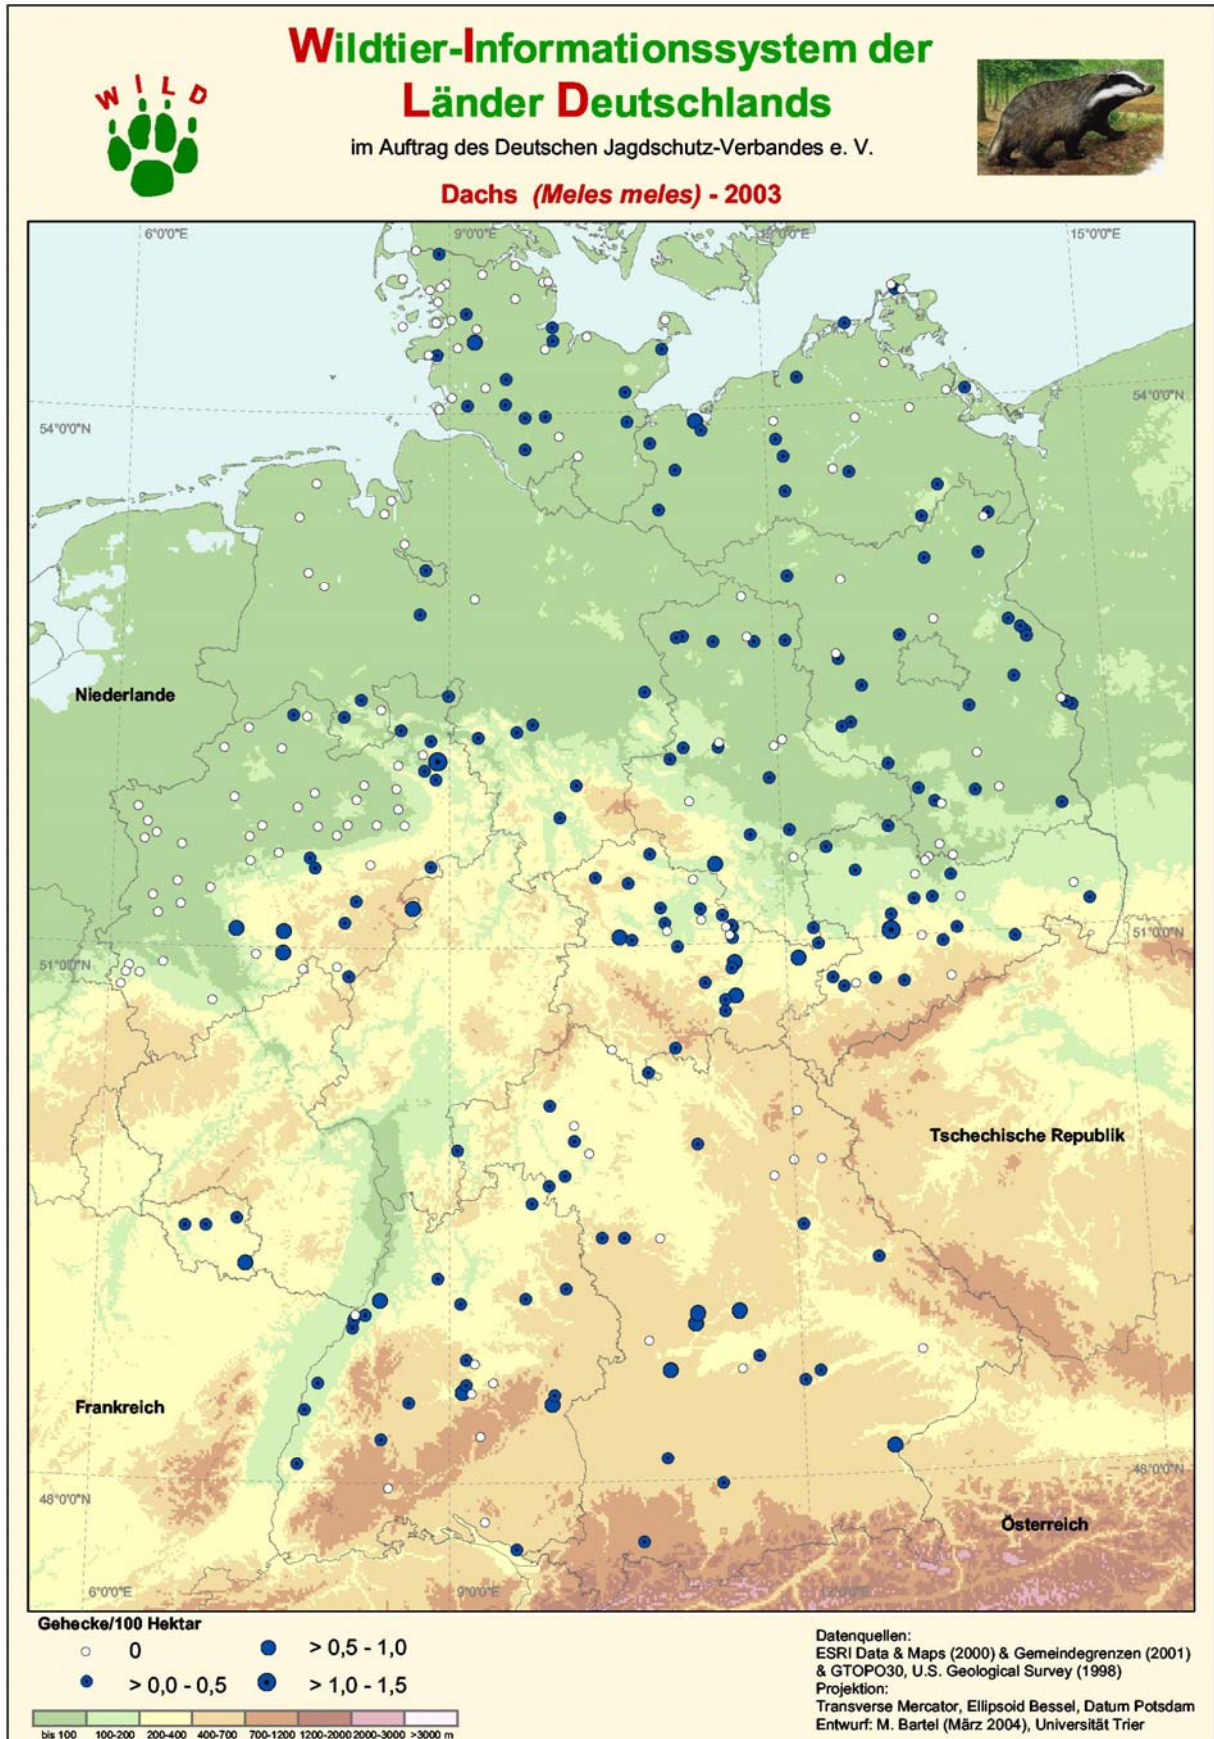 Wildtier-Informationssystem der
Länder Deutschlands
WILD
im Auftrag des Deutschen Jagdschutz-Verbandes e. V.
Dachs (Meles meles) - 2003
6°0'0"E
9°0'0"E
15°0'0"E
54°0'0"N
54°0'0"N
Niederlande
51°0'0"N
51°0'0"N
Tschechische Republik
Frankreich
48°0'0"N
48°0'0"N
Österreich
6°0'0"E
9°0'0"E
12°0'0"E
Gehecke/100 Hektar
0
> 0,5 - 1,0
> 0,0 - 0,5
> 1,0 - 1,5
bis 100 100-200 200-400 400-700 700-1200 1200-2000 2000-3000 >3000 m
Datenquellen:
ESRI Data & Maps (2000) & Gemeindegrenzen (2001)
& GTOPO30, U.S. Geological Survey (1998)
Projektion:
Transverse Mercator, Ellipsoid Bessel, Datum Potsdam
Entwurf: M. Bartel (März 2004), Universität Trier